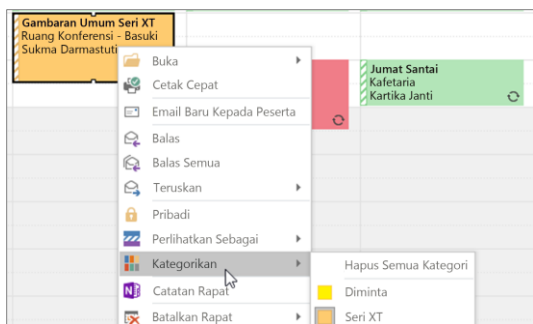 Gambaran Umum Seri XT
Ruang Konferensi - Basuki
Sukma Darmastuti
Jumat Santai
Kafetaria
Kartika Janti
Buka
Cetak Cepat
Email Baru Kepada Peserta
Balas
Balas Semua
Teruskan
Pribadi
Perlihatkan Sebagai
Kategorikan
Catatan Rapat
Batalkan Rapat
Hapus Semua Kategori
Diminta
Seri XT